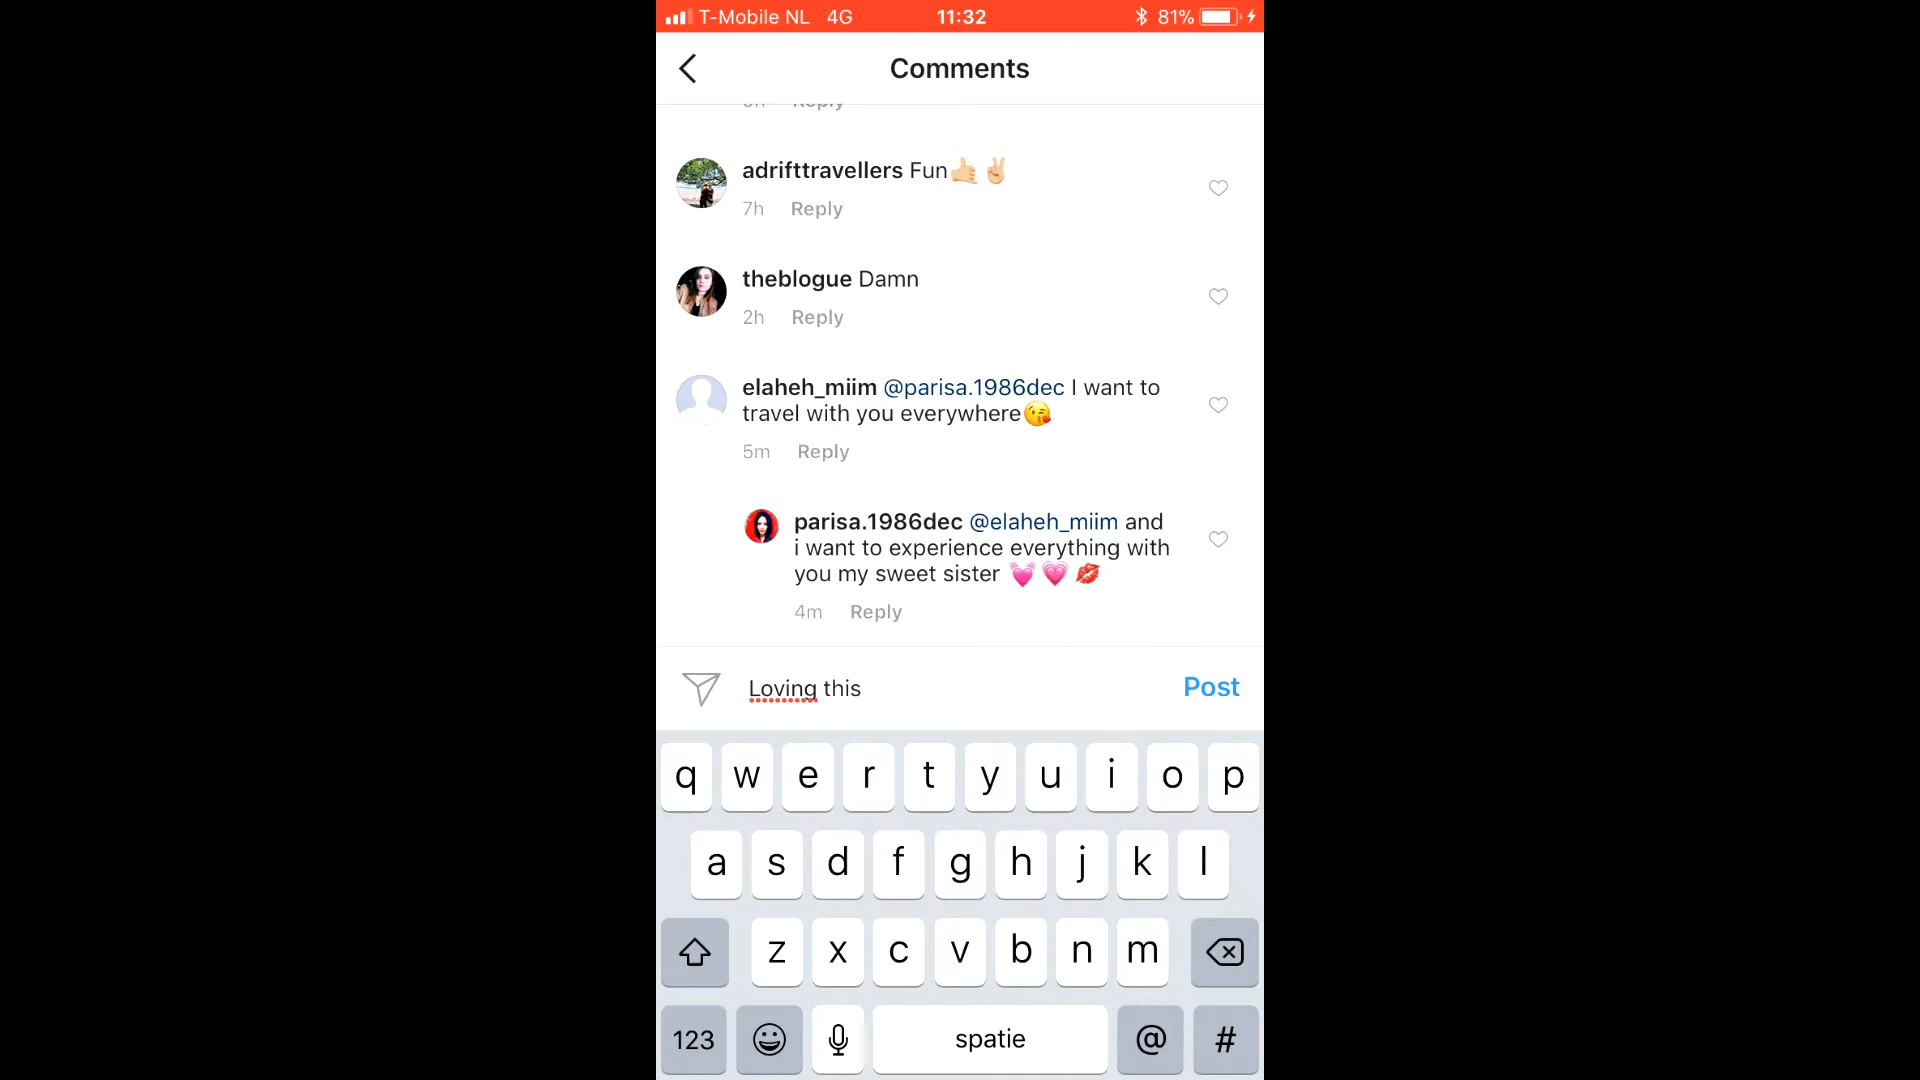 T-Mobile NL 4G 11:32 81%
Comments
Reply
adrifttravellers Fun🤙🏼✌🏼
7h Reply
theblogue Damn
2h Reply
elaheh_miim @parisa.1986dec I want to
travel with you everywhere😘
5m Reply
parisa.1986dec @elaheh_miim and
i want to experience everything with
you my sweet sister 💓💗💋
4m Reply
Loving this Post
q w e r t y u i o p
a s d f g h j k l
z x c v b n m
123 spatie @ #